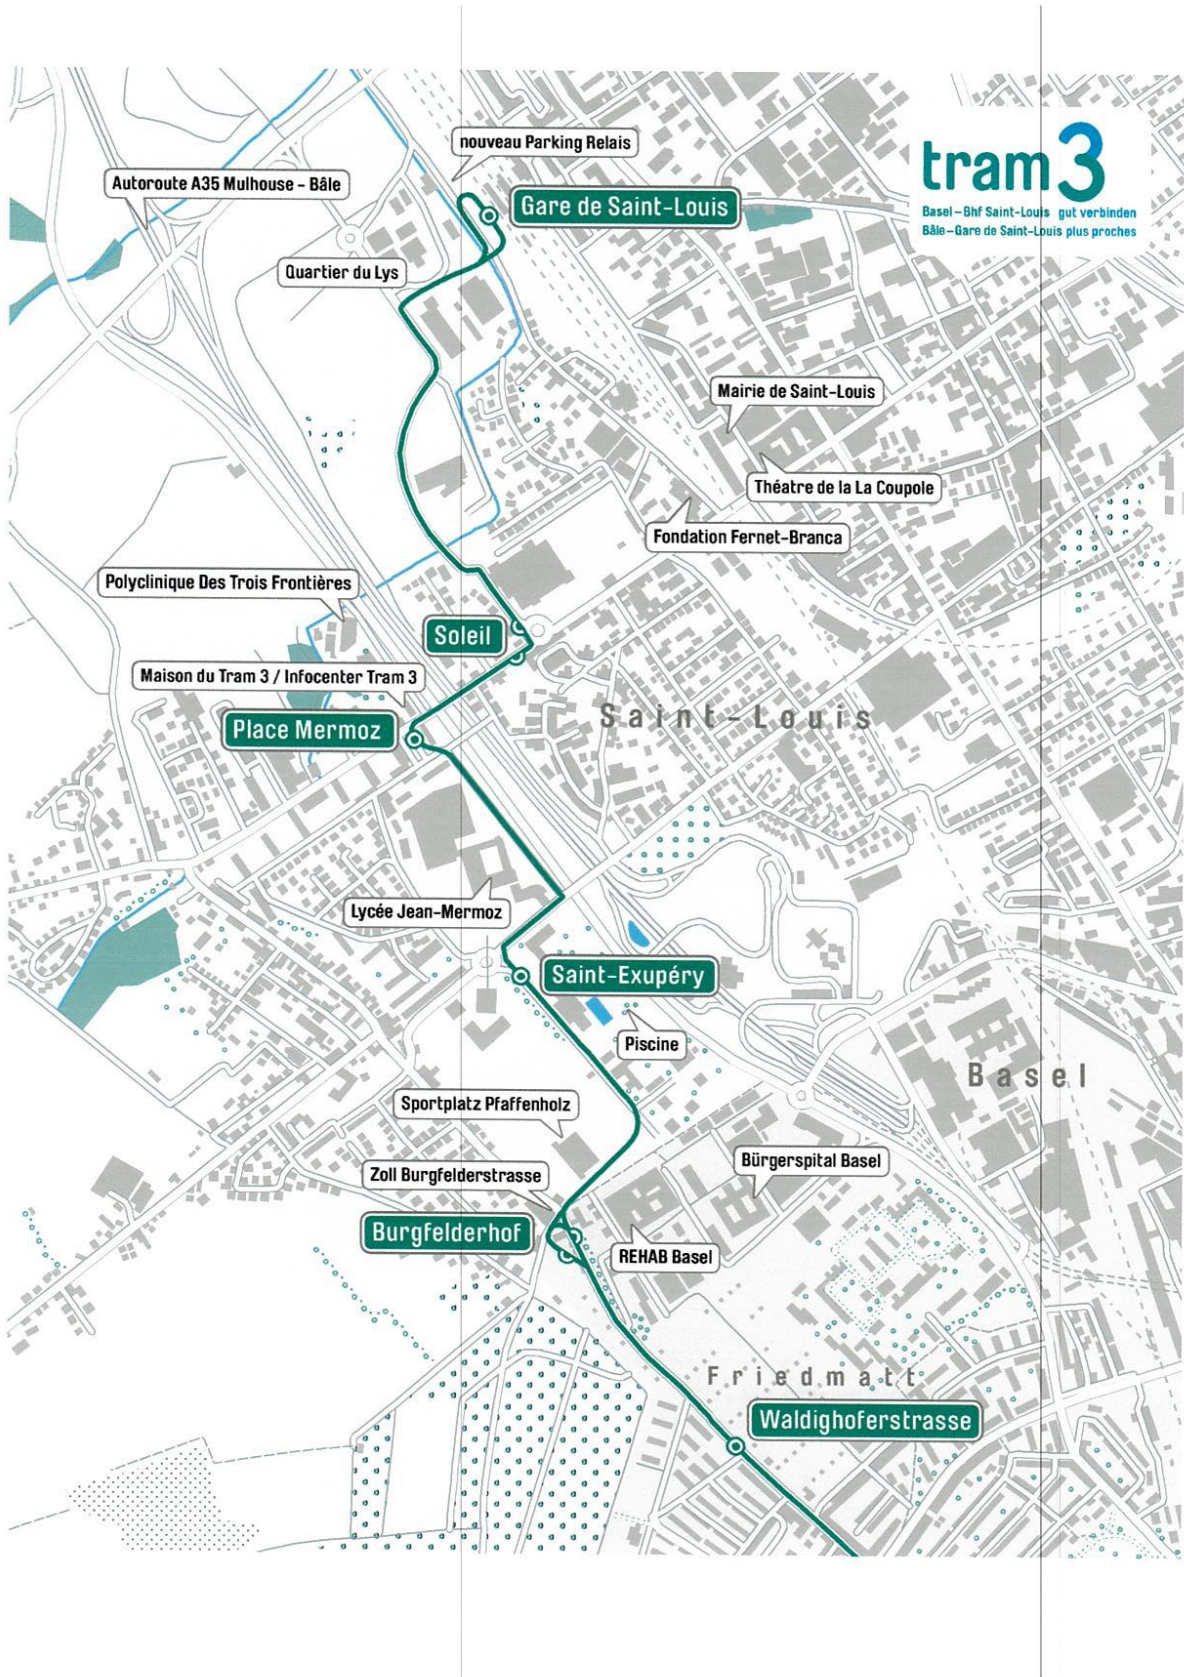 nouveau Parking Relais
tram3
Basel–Bhf Saint-Louis gut verbinden
Bâle–Gare de Saint-Louis plus proches
Autoroute A35 Mulhouse - Bâle
Gare de Saint-Louis
Quartier du Lys
Mairie de Saint-Louis
Théatre de la La Coupole
Fondation Fernet-Branca
Polyclinique Des Trois Frontières
Soleil
Maison du Tram 3 / Infocenter Tram 3
Saint-Louis
Place Mermoz
Lycée Jean-Mermoz
Saint-Exupéry
Piscine
Basel
Sportplatz Pfaffenholz
Bürgerspital Basel
Zoll Burgfelderstrasse
Burgfelderhof
REHAB Basel
Friedmatt
Waldighoferstrasse